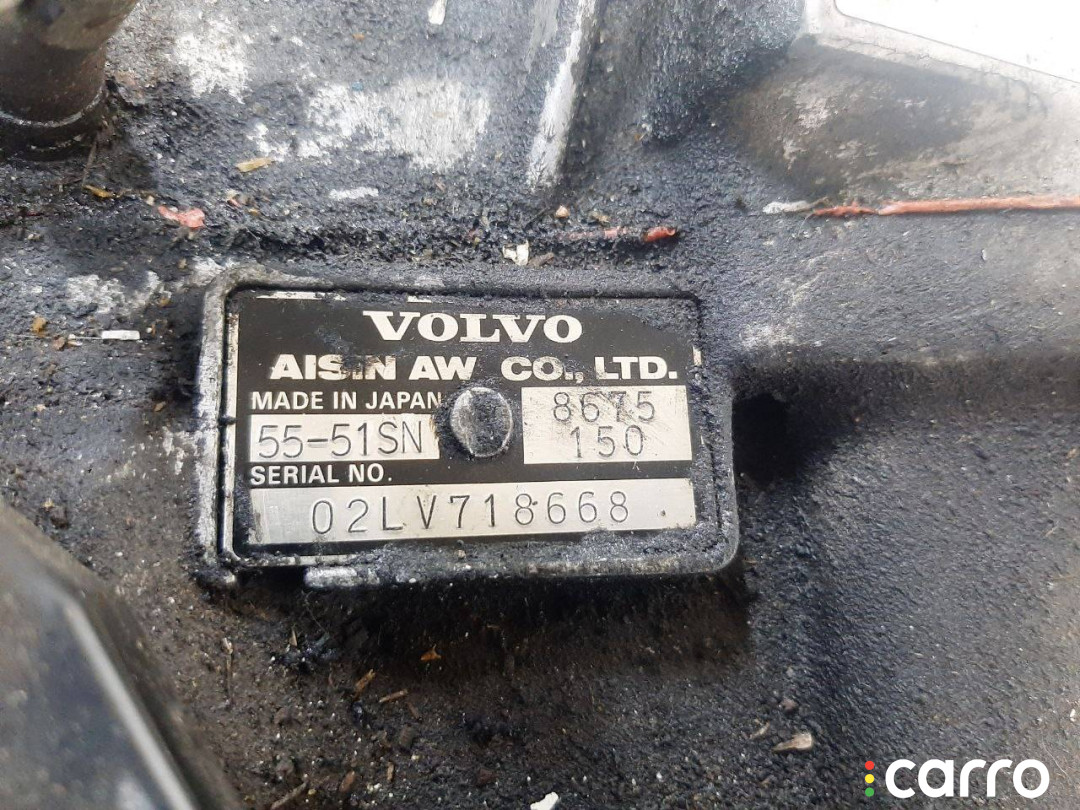 VOLVO
AISIN AW CO., LTD.
MADE IN JAPAN
8675
55-51SN
150
SERIAL NO.
02LV718668
carro